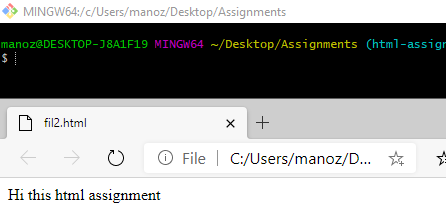 MINGW64:/c/Users/manoz/Desktop/Assignments
manoz@DESKTOP-J8A1F19 MINGW64 ~/Desktop/Assignments (html-assign
$
fil2.html
File C:/Users/manoz/D...
Hi this html assignment